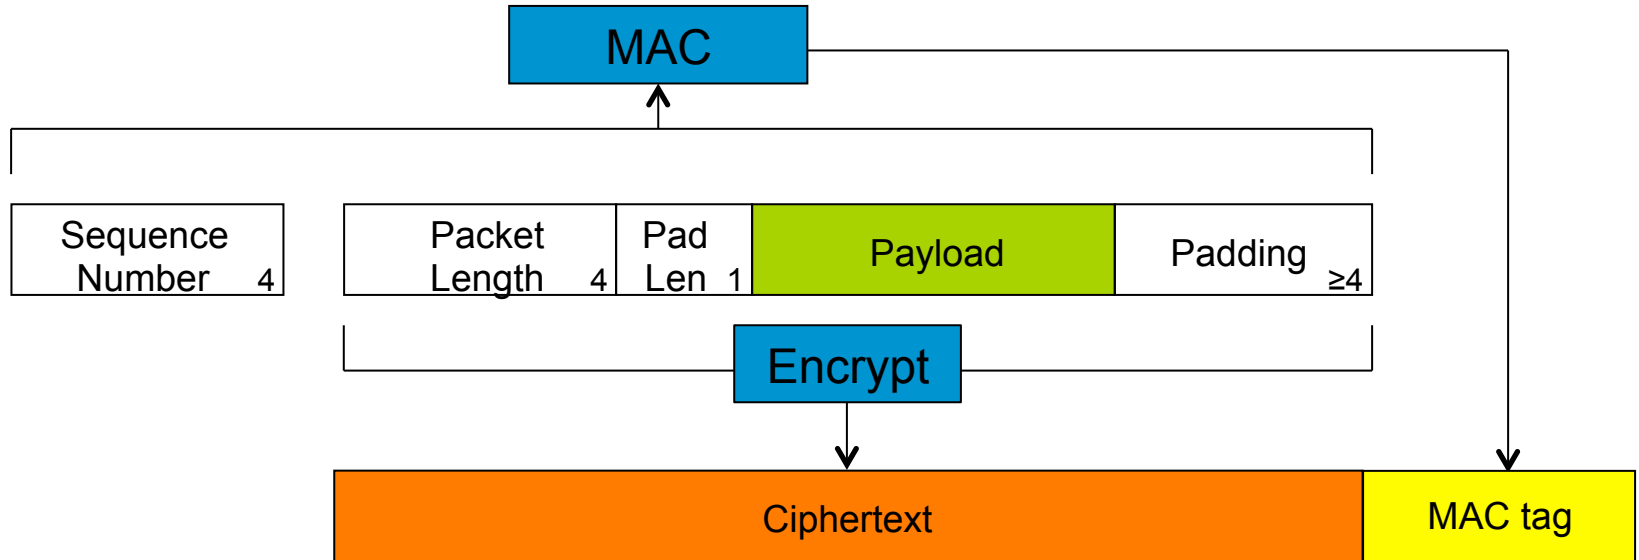 MAC
Sequence
Number 4
Packet
Length 4
Pad
Len 1
Payload
Padding
≥4
Encrypt
Ciphertext
MAC tag